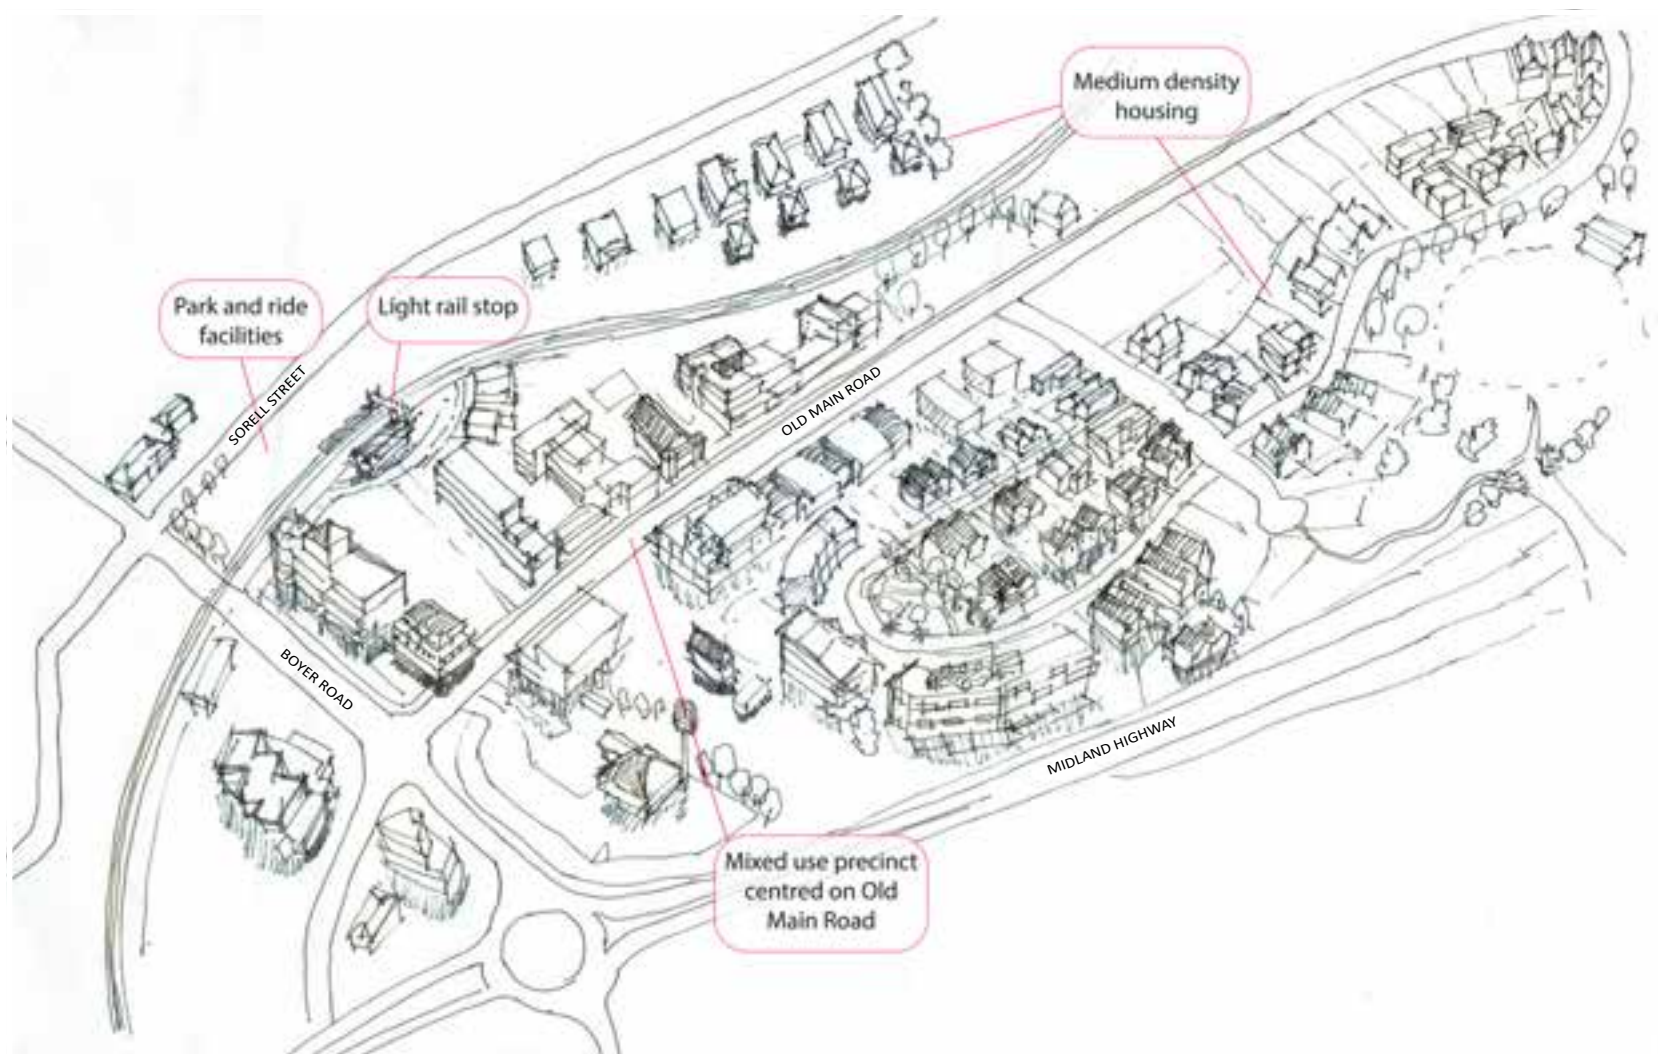 Medium density
housing
Park and ride
facilities
Light rail stop
SORELL STREET
OLD MAIN ROAD
BOYER ROAD
MIDLAND HIGHWAY
Mixed use precinct
centred on Old
Main Road